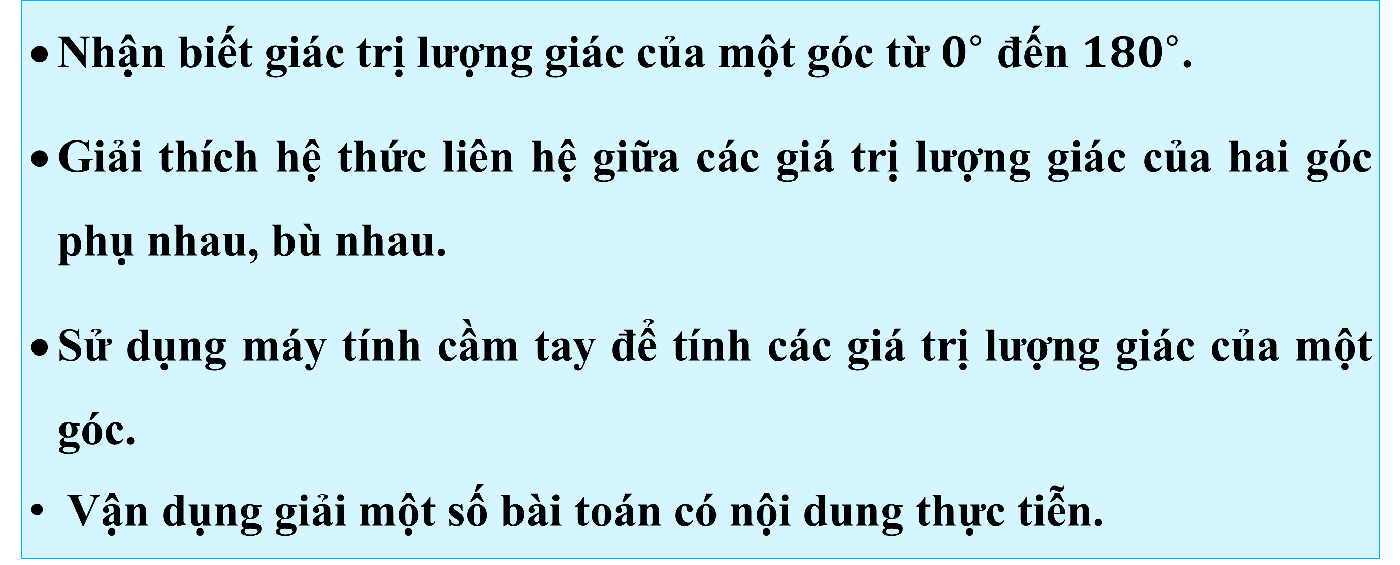 • Nhận biết giác trị lượng giác của một góc từ 0° đến 180°.
• Giải thích hệ thức liên hệ giữa các giá trị lượng giác của hai góc
phụ nhau, bù nhau.
• Sử dụng máy tính cầm tay để tính các giá trị lượng giác của một
góc.
• Vận dụng giải một số bài toán có nội dung thực tiễn.